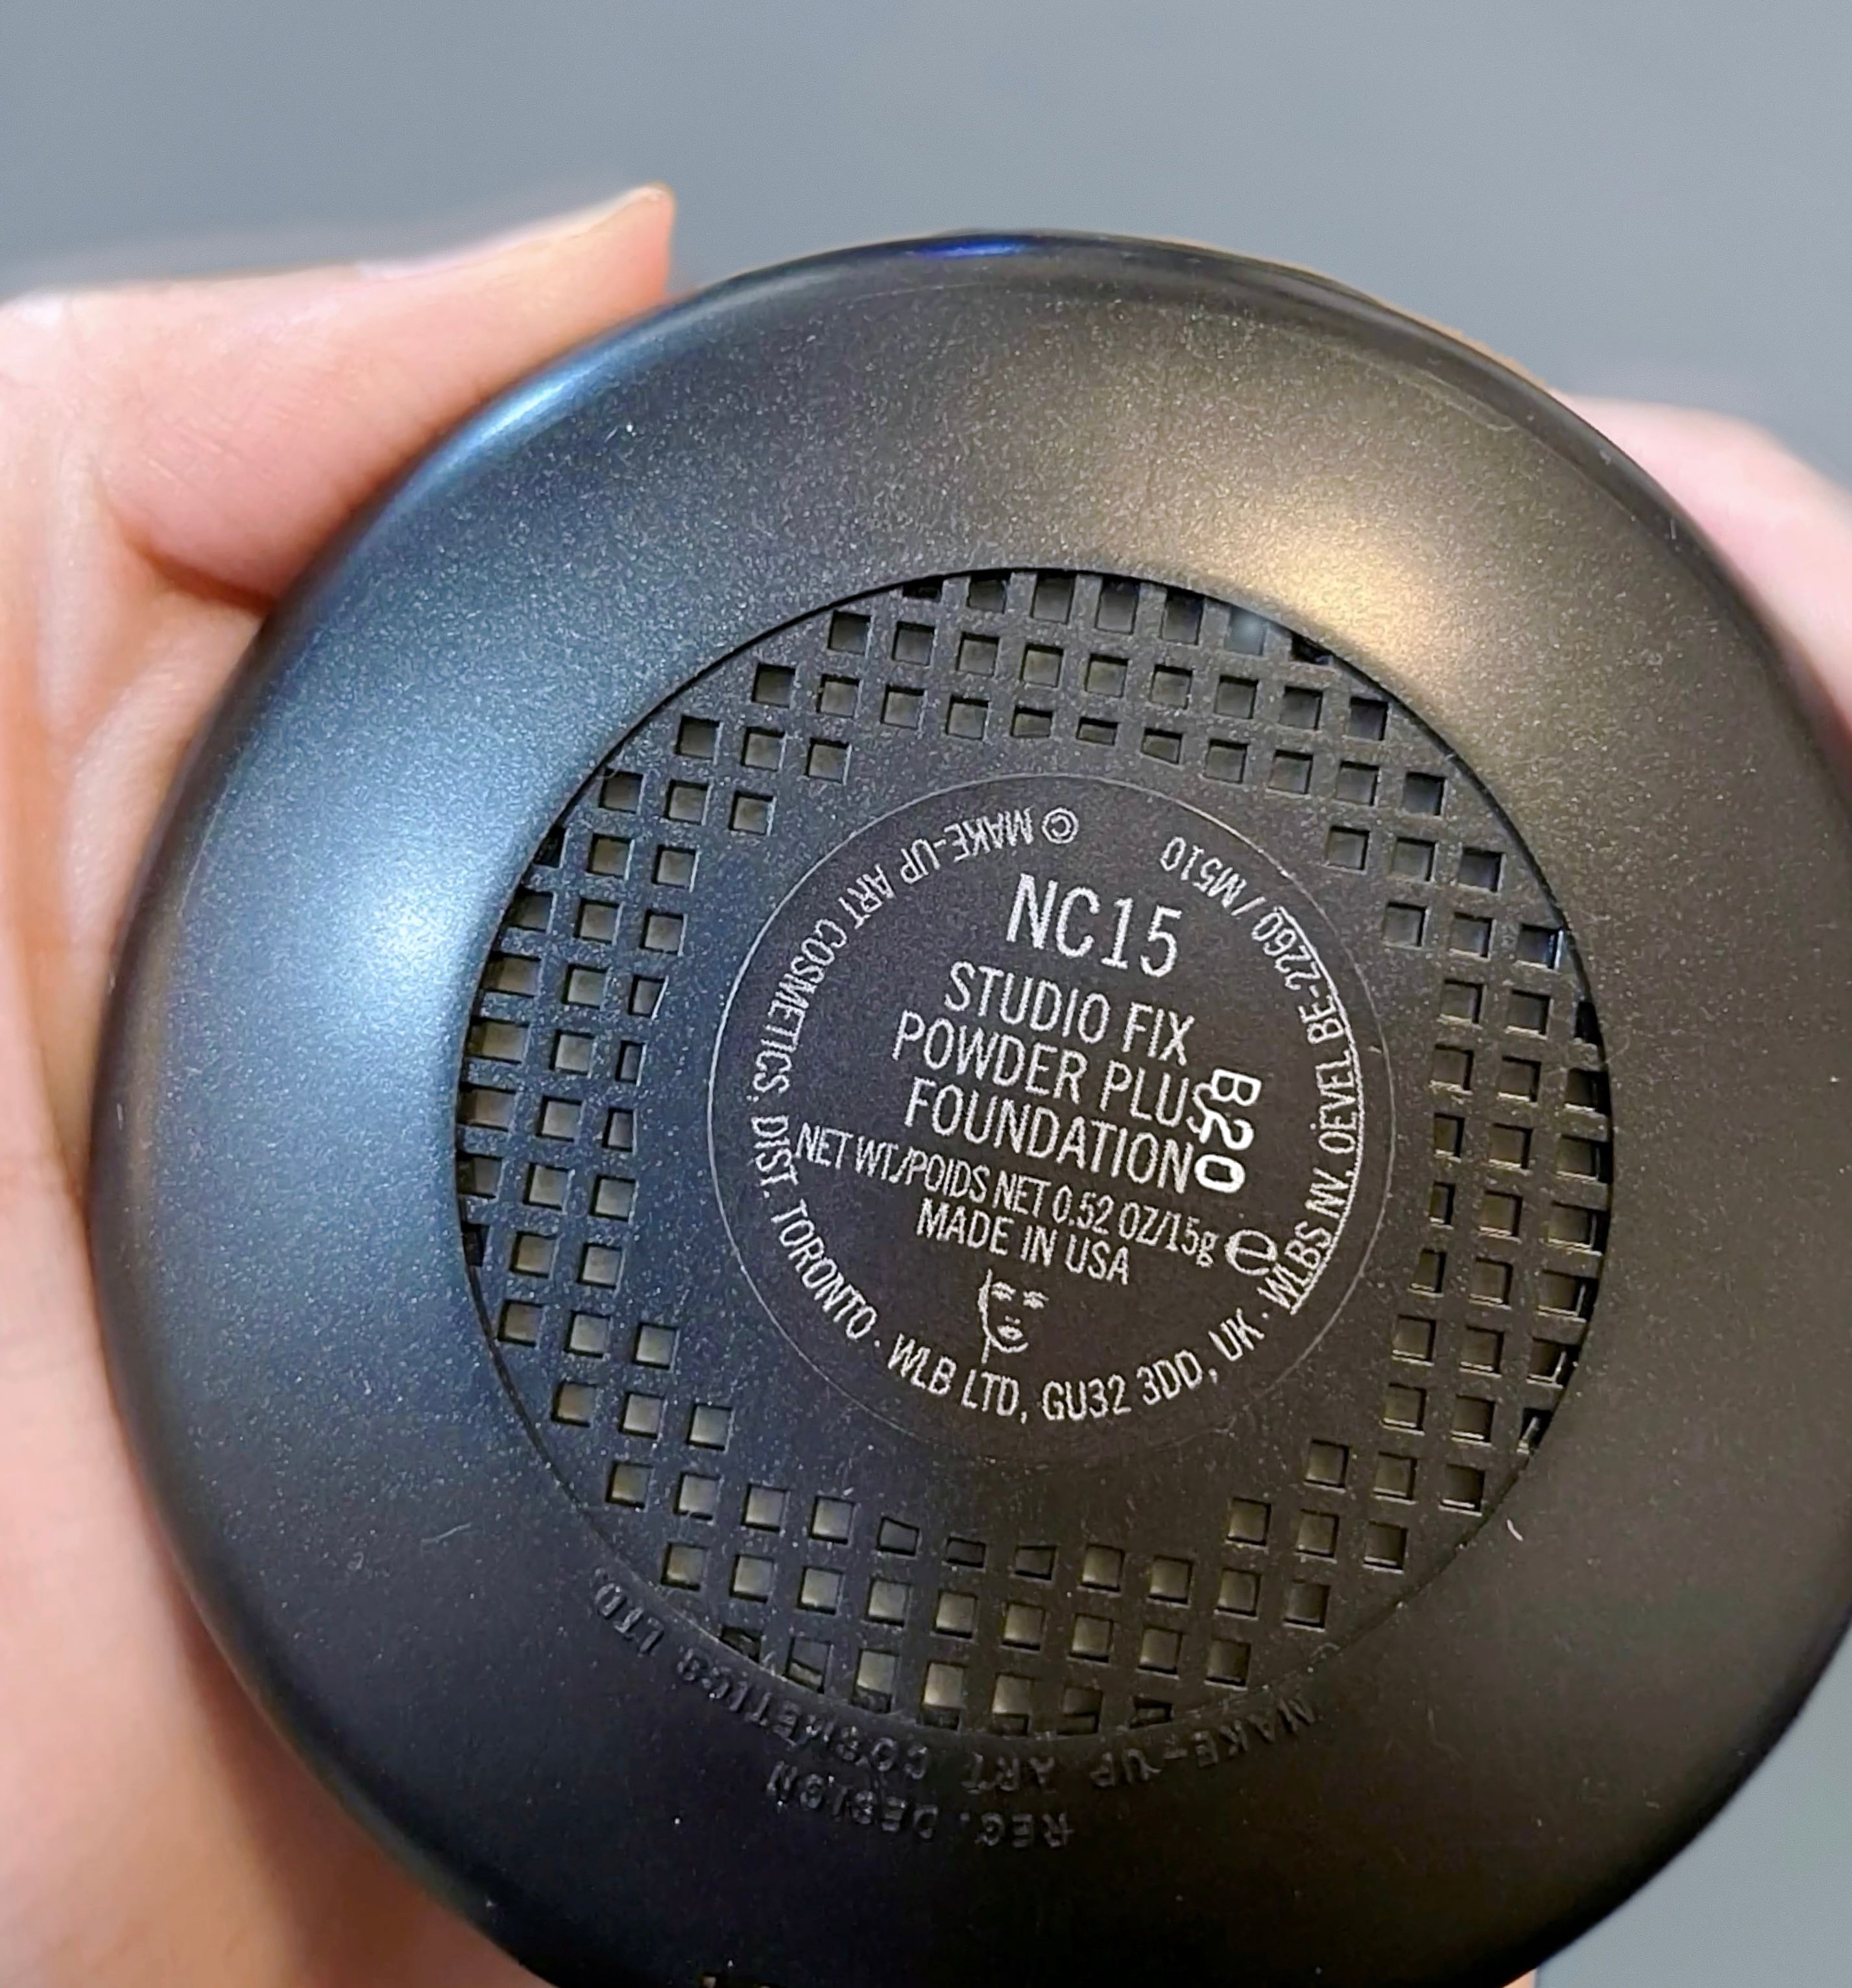 NC15
STUDIO FIX
POWDER PLUS
FOUNDATION
B20
NET WT./POIDS NET 0.52 OZ/15g ℮
MADE IN USA
© MAKE-UP ART COSMETICS, DIST. TORONTO · WLB LTD, GU32 3DD, UK · WLBS NV, OEVEL BE-2260 / M510
MAKE-UP ART COSMETICS LTD.
REG. DESIGN